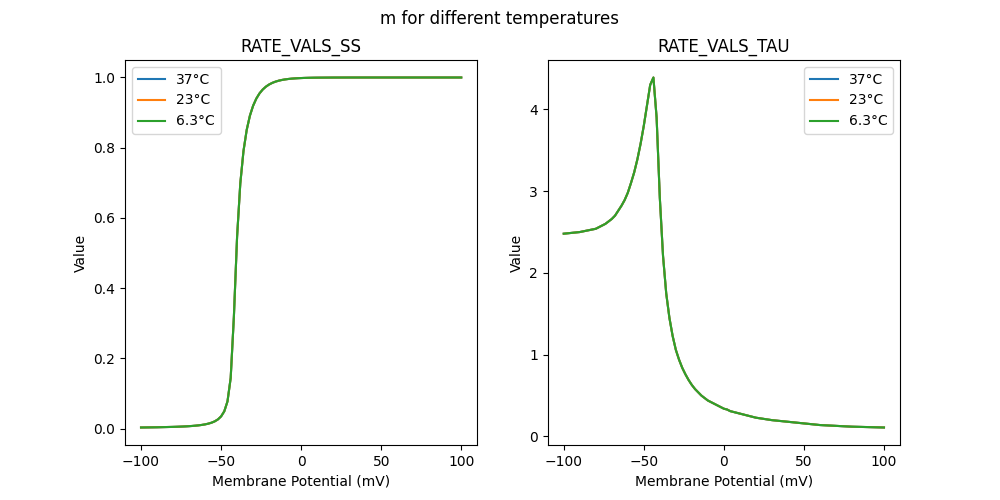 m for different temperatures
RATE_VALS_SS
1.0
0.8
0.6
0.4
0.2
0.0
Value
37°C
23°C
6.3°C
−100
−50
0
50
100
Membrane Potential (mV)
RATE_VALS_TAU
4
3
2
1
0
Value
37°C
23°C
6.3°C
−100
−50
0
50
100
Membrane Potential (mV)